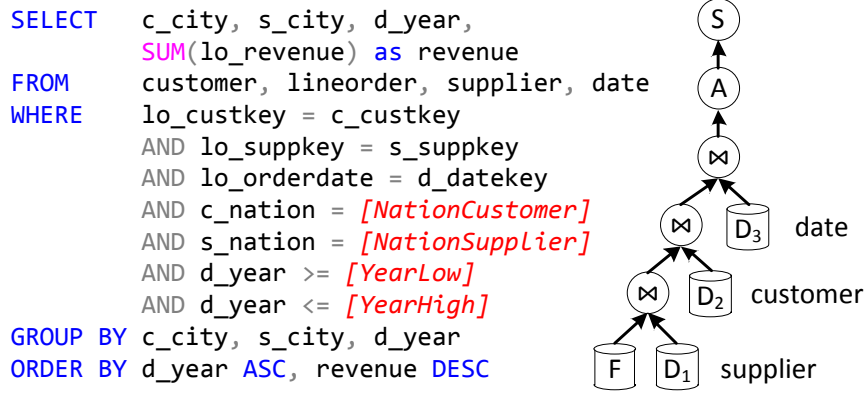 SELECT c_city, s_city, d_year,
SUM(lo_revenue) as revenue
FROM customer, lineorder, supplier, date
WHERE lo_custkey = c_custkey
AND lo_suppkey = s_suppkey
AND lo_orderdate = d_datekey
AND c_nation = [NationCustomer]
AND s_nation = [NationSupplier]
AND d_year >= [YearLow]
AND d_year <= [YearHigh]
GROUP BY c_city, s_city, d_year
ORDER BY d_year ASC, revenue DESC
S
A
⋈
⋈
D₃ date
⋈
D₂ customer
F
D₁ supplier